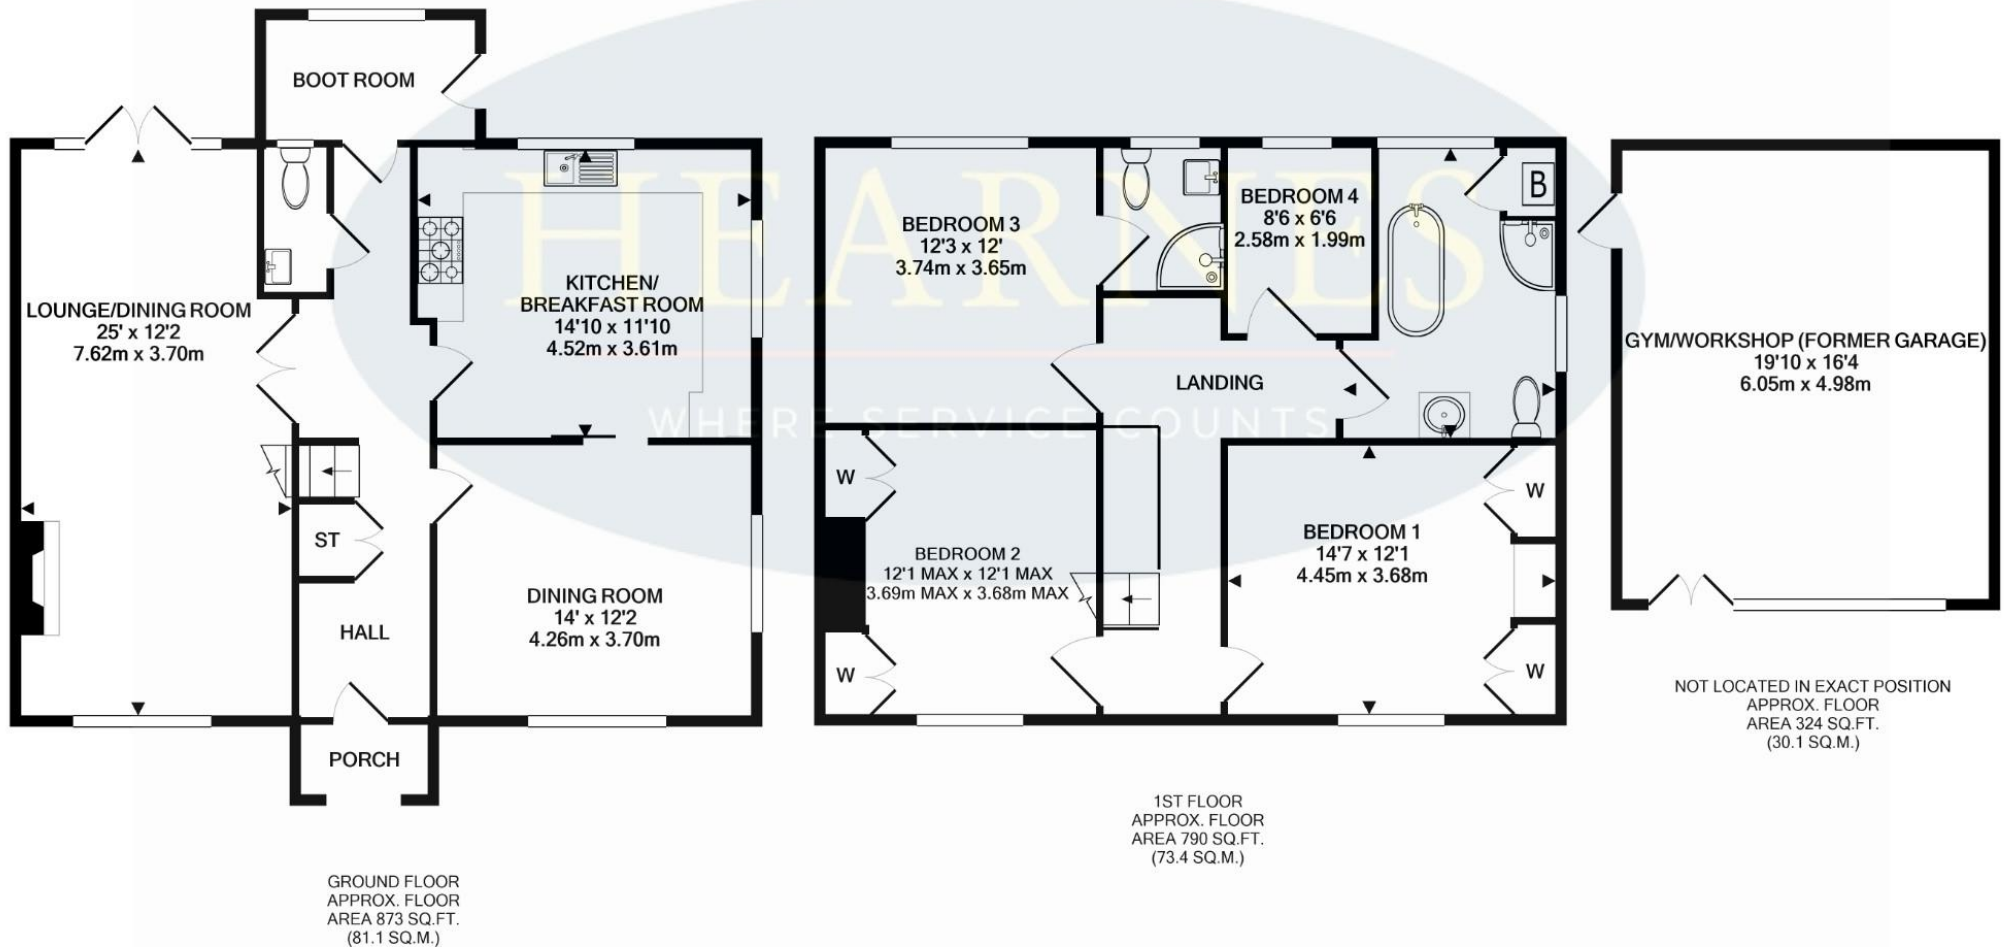 BOOT ROOM
LOUNGE/DINING ROOM
25' x 12'2
7.62m x 3.70m
KITCHEN/
BREAKFAST ROOM
14'10 x 11'10
4.52m x 3.61m
ST
HALL
DINING ROOM
14' x 12'2
4.26m x 3.70m
PORCH
GROUND FLOOR
APPROX. FLOOR
AREA 873 SQ.FT.
(81.1 SQ.M.)
BEDROOM 3
12'3 x 12'
3.74m x 3.65m
BEDROOM 4
8'6 x 6'6
2.58m x 1.99m
B
LANDING
W
BEDROOM 2
12'1 MAX x 12'1 MAX
3.69m MAX x 3.68m MAX
W
W
BEDROOM 1
14'7 x 12'1
4.45m x 3.68m
W
1ST FLOOR
APPROX. FLOOR
AREA 790 SQ.FT.
(73.4 SQ.M.)
GYM/WORKSHOP (FORMER GARAGE)
19'10 x 16'4
6.05m x 4.98m
NOT LOCATED IN EXACT POSITION
APPROX. FLOOR
AREA 324 SQ.FT.
(30.1 SQ.M.)
HEARNES
WHERE SERVICE COUNTS